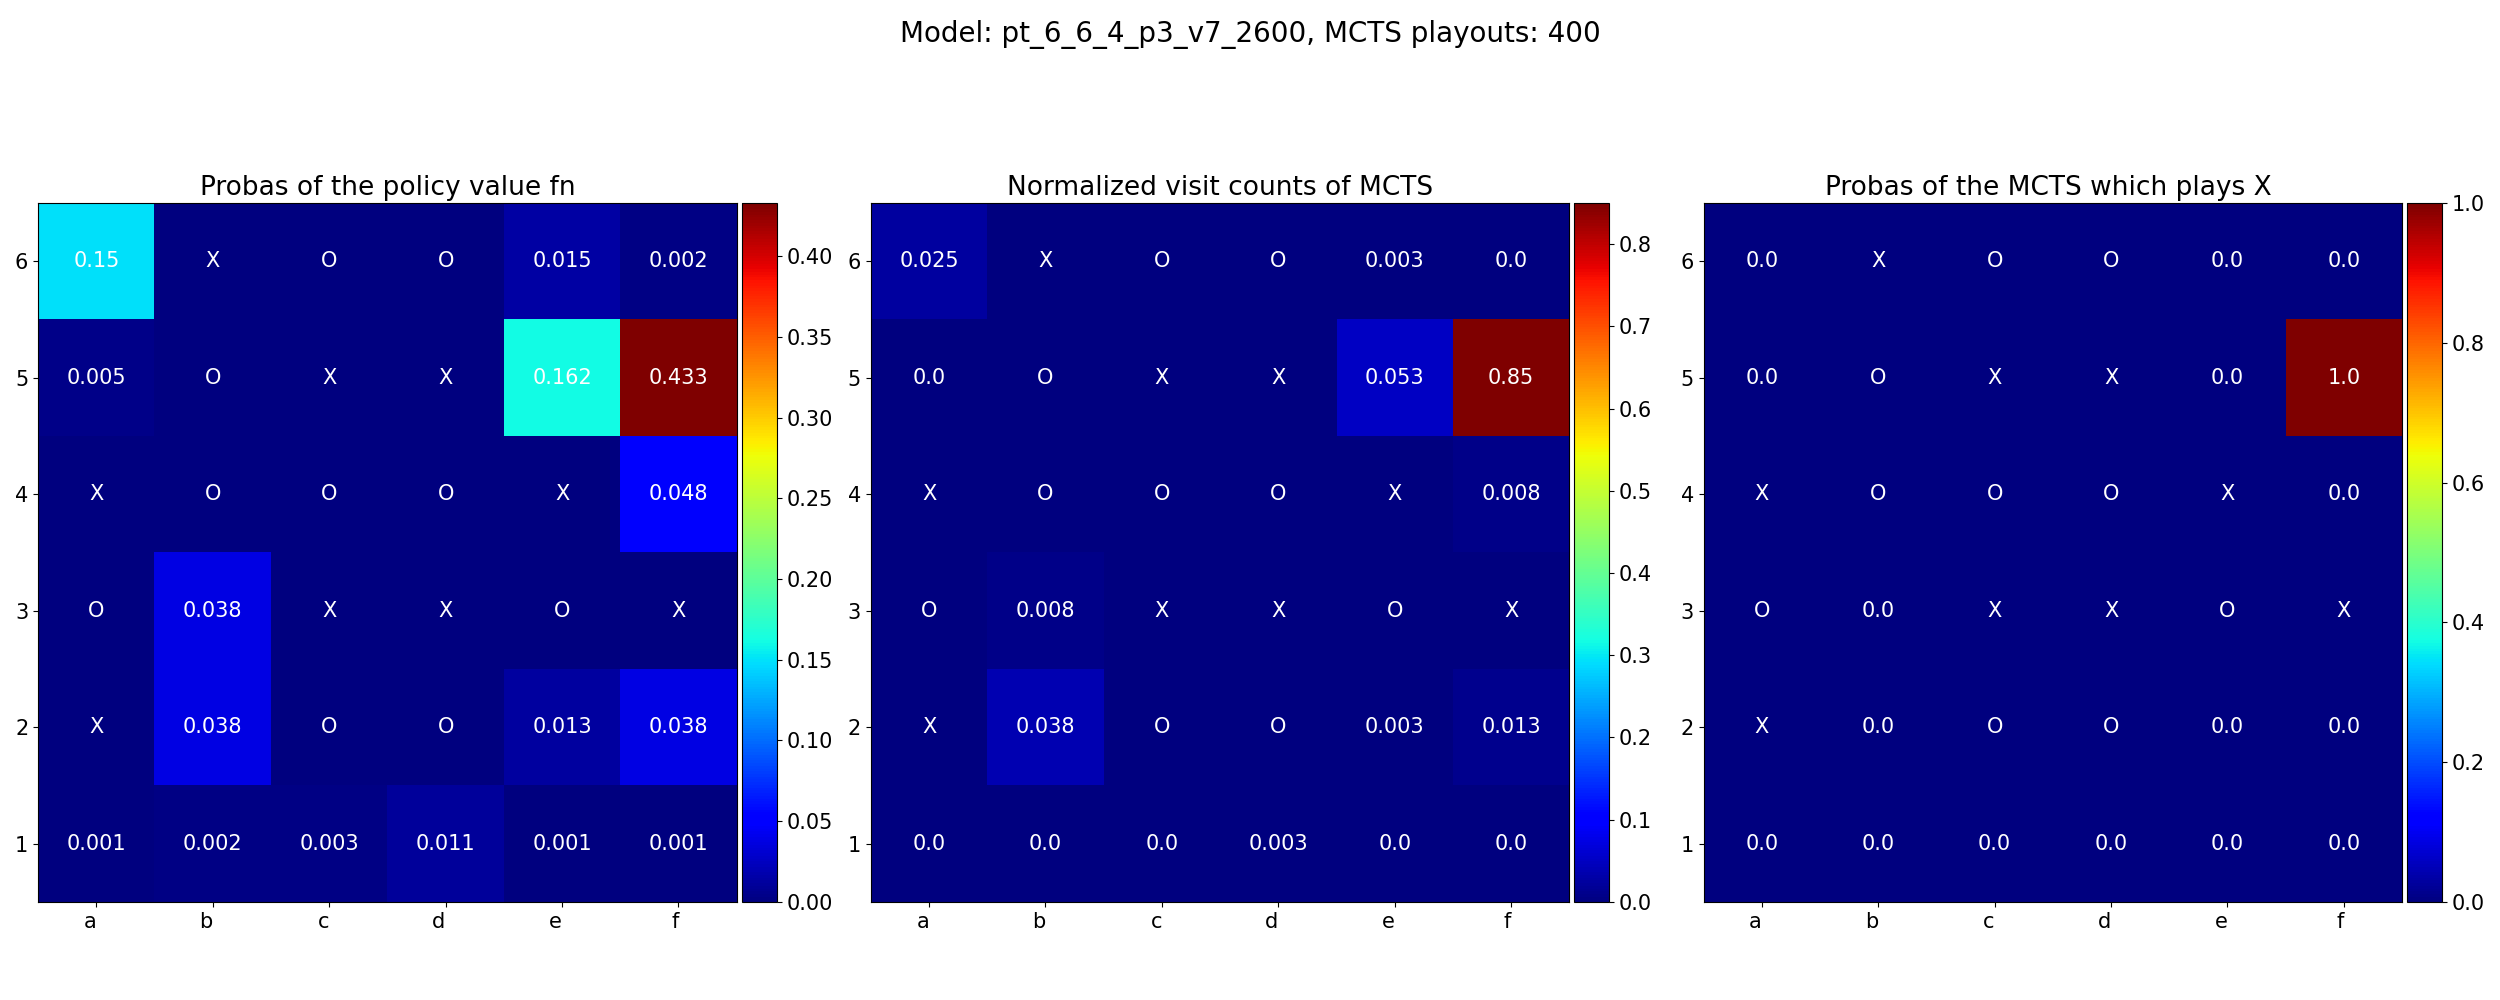 Model: pt_6_6_4_p3_v7_2600, MCTS playouts: 400
Probas of the policy value fn
6 0.15 X O O 0.015 0.002
5 0.005 O X X 0.162 0.433
4 X O O O X 0.048
3 O 0.038 X X O X
2 X 0.038 O O 0.013 0.038
1 0.001 0.002 0.003 0.011 0.001 0.001
a b c d e f
0.40
0.35
0.30
0.25
0.20
0.15
0.10
0.05
0.00
Normalized visit counts of MCTS
6 0.025 X O O 0.003 0.0
5 0.0 O X X 0.053 0.85
4 X O O O X 0.008
3 O 0.008 X X O X
2 X 0.038 O O 0.003 0.013
1 0.0 0.0 0.0 0.003 0.0 0.0
a b c d e f
0.8
0.7
0.6
0.5
0.4
0.3
0.2
0.1
0.0
Probas of the MCTS which plays X
6 0.0 X O O 0.0 0.0
5 0.0 O X X 0.0 1.0
4 X O O O X 0.0
3 O 0.0 X X O X
2 X 0.0 O O 0.0 0.0
1 0.0 0.0 0.0 0.0 0.0 0.0
a b c d e f
1.0
0.8
0.6
0.4
0.2
0.0